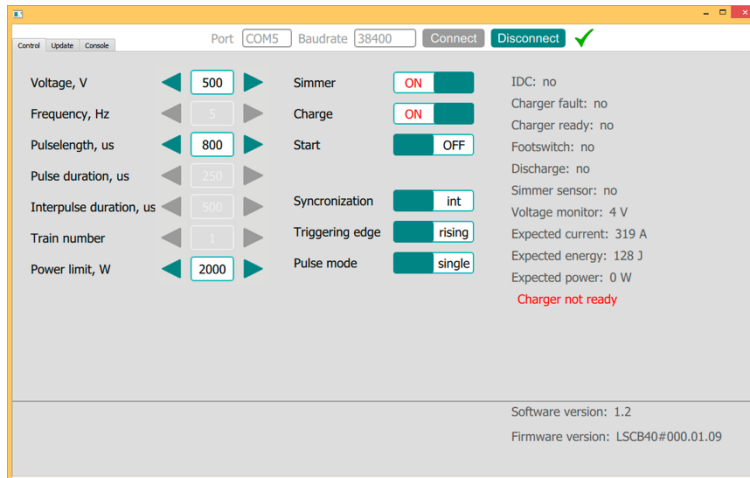 Control Update Console Port COM5 Baudrate 38400 Connect Disconnect
Voltage, V 500 Simmer ON IDC: no
Frequency, Hz 5 Charge ON Charger fault: no
Charger ready: no
Pulselength, us 800 Start OFF Footswitch: no
Pulse duration, us 250 Discharge: no
Simmer sensor: no
Interpulse duration, us 500 Syncronization int Voltage monitor: 4 V
Train number 1 Triggering edge rising Expected current: 319 A
Expected energy: 128 J
Power limit, W 2000 Pulse mode single Expected power: 0 W
Charger not ready
Software version: 1.2
Firmware version: LSCB40#000.01.09